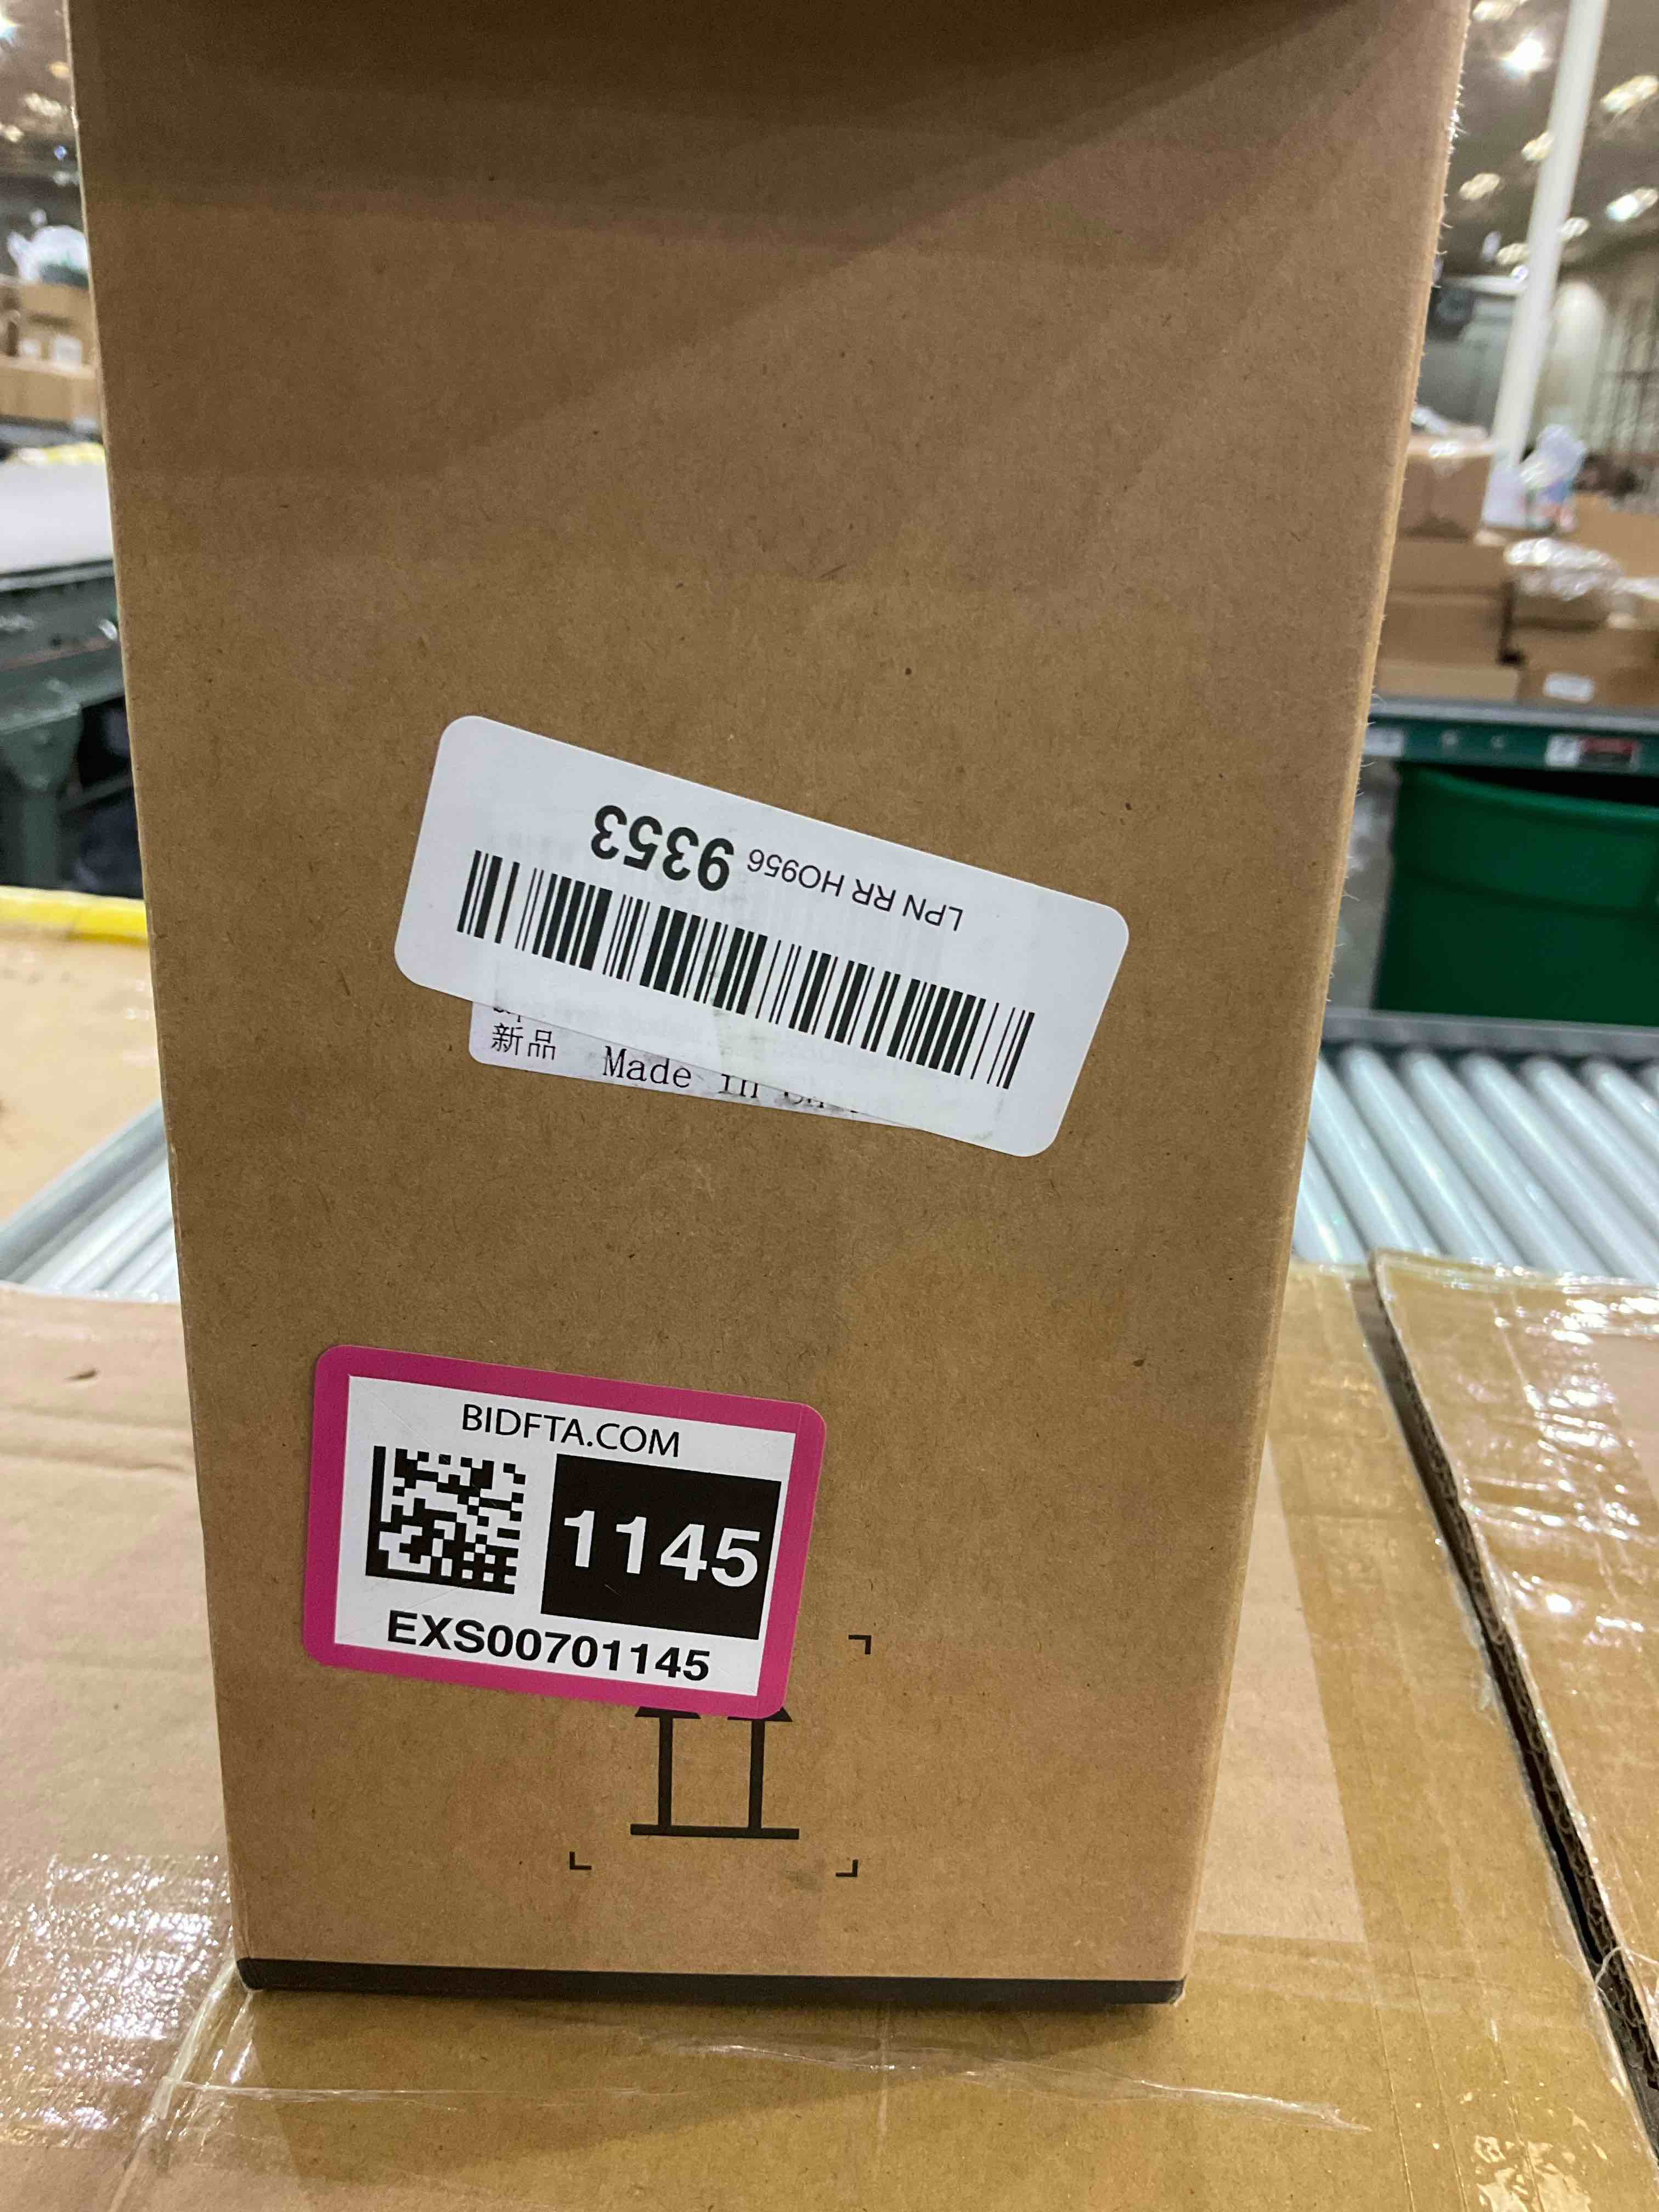 LPN RR HO956 9353
新品 Made in
BIDFTA.COM
1145
EXS00701145